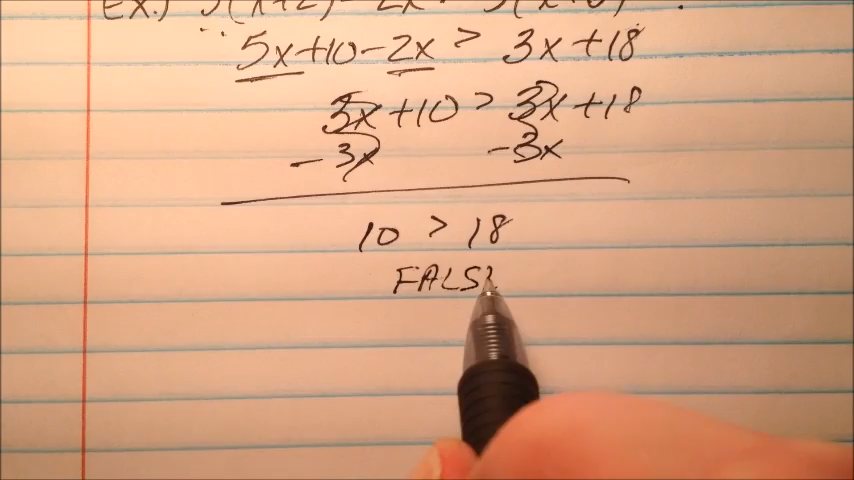 5x+10-2x > 3x+18
3x+10 > 3x+18
-3x -3x
10 > 18
FALS